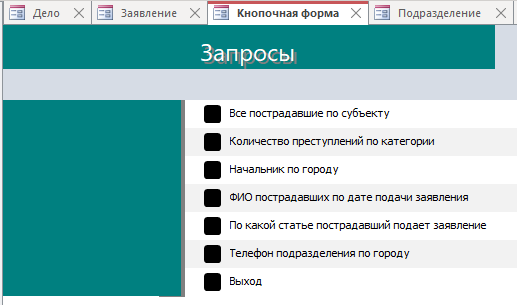 Дело Заявление Кнопочная форма Подразделение
Запросы
Все пострадавшие по субъекту
Количество преступлений по категории
Начальник по городу
ФИО пострадавших по дате подачи заявления
По какой статье пострадавший подает заявление
Телефон подразделения по городу
Выход